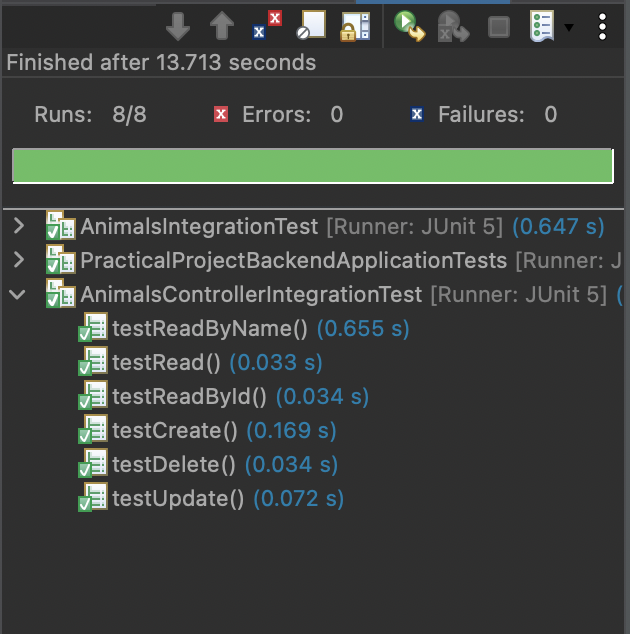 Finished after 13.713 seconds
Runs: 8/8 Errors: 0 Failures: 0
AnimalsIntegrationTest [Runner: JUnit 5] (0.647 s)
PracticalProjectBackendApplicationTests [Runner: J
AnimalsControllerIntegrationTest [Runner: JUnit 5] (
testReadByName() (0.655 s)
testRead() (0.033 s)
testReadById() (0.034 s)
testCreate() (0.169 s)
testDelete() (0.034 s)
testUpdate() (0.072 s)